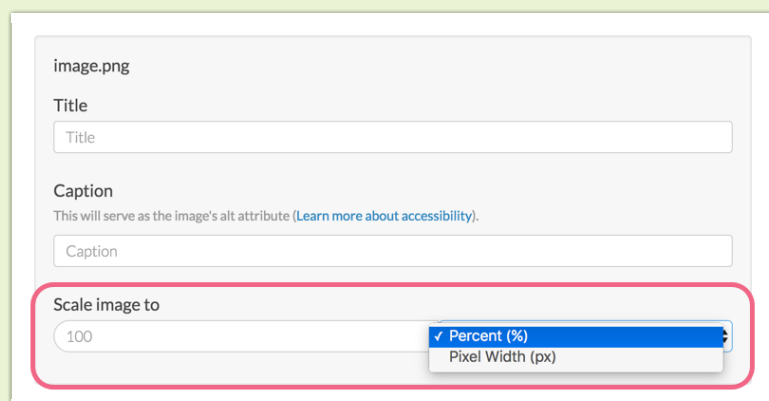 image.png
Title
Title
Caption
This will serve as the image's alt attribute (Learn more about accessibility).
Caption
Scale image to
100
✓ Percent (%)
Pixel Width (px)